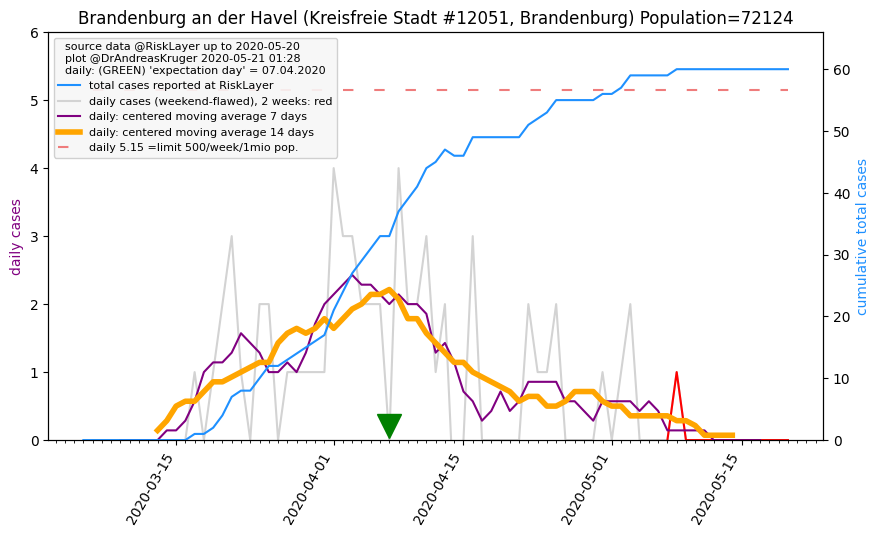 Brandenburg an der Havel (Kreisfreie Stadt #12051, Brandenburg) Population=72124
source data @RiskLayer up to 2020-05-20
plot @DrAndreasKruger 2020-05-21 01:28
daily: (GREEN) 'expectation day' = 07.04.2020
total cases reported at RiskLayer
daily cases (weekend-flawed), 2 weeks: red
daily: centered moving average 7 days
daily: centered moving average 14 days
daily 5.15 =limit 500/week/1mio pop.
daily cases
6
5
4
3
2
1
0
cumulative total cases
60
50
40
30
20
10
0
2020-03-15
2020-04-01
2020-04-15
2020-05-01
2020-05-15